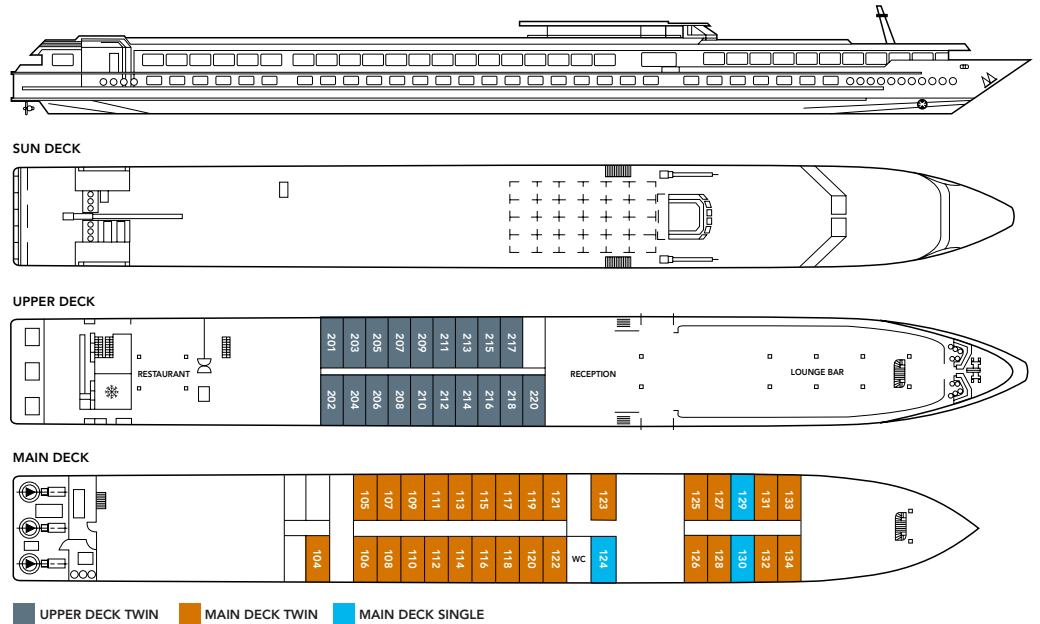 SUN DECK
UPPER DECK
201 203 205 207 209 211 213 215 217
RESTAURANT
RECEPTION
LOUNGE BAR
202 204 206 208 210 212 214 216 218 220
MAIN DECK
105 107 109 111 113 115 117 119 121 123 125 127 129 131 133
104 106 108 110 112 114 116 118 120 122 WC 124 126 128 130 132 134
UPPER DECK TWIN MAIN DECK TWIN MAIN DECK SINGLE